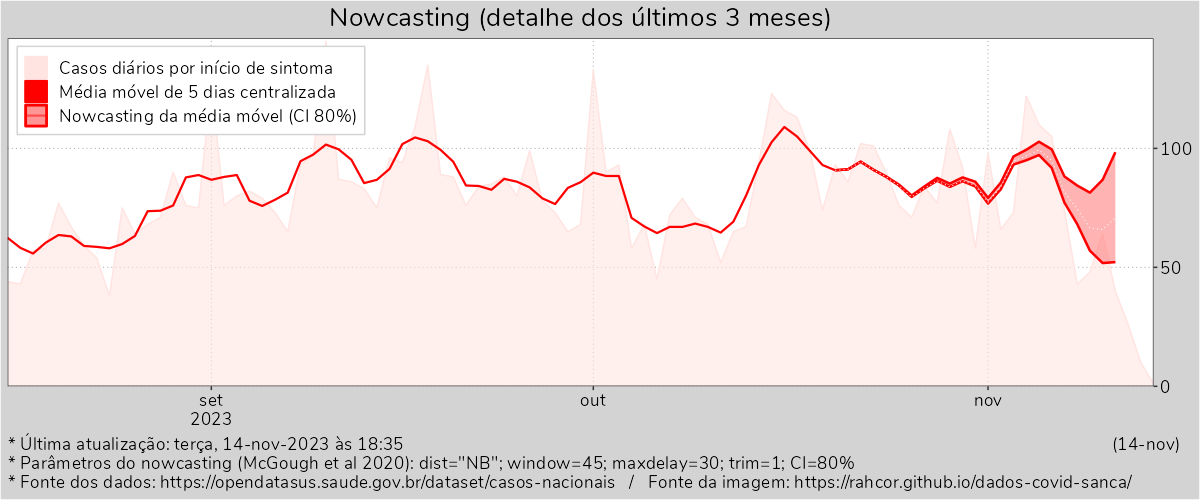 Nowcasting (detalhe dos últimos 3 meses)
Casos diários por início de sintoma
Média móvel de 5 dias centralizada
Nowcasting da média móvel (CI 80%)
100
50
0
set
2023
out
nov
* Última atualização: terça, 14-nov-2023 às 18:35
(14-nov)
* Parâmetros do nowcasting (McGough et al 2020): dist="NB"; window=45; maxdelay=30; trim=1; CI=80%
* Fonte dos dados: https://opendatasus.saude.gov.br/dataset/casos-nacionais / Fonte da imagem: https://rahcor.github.io/dados-covid-sanca/